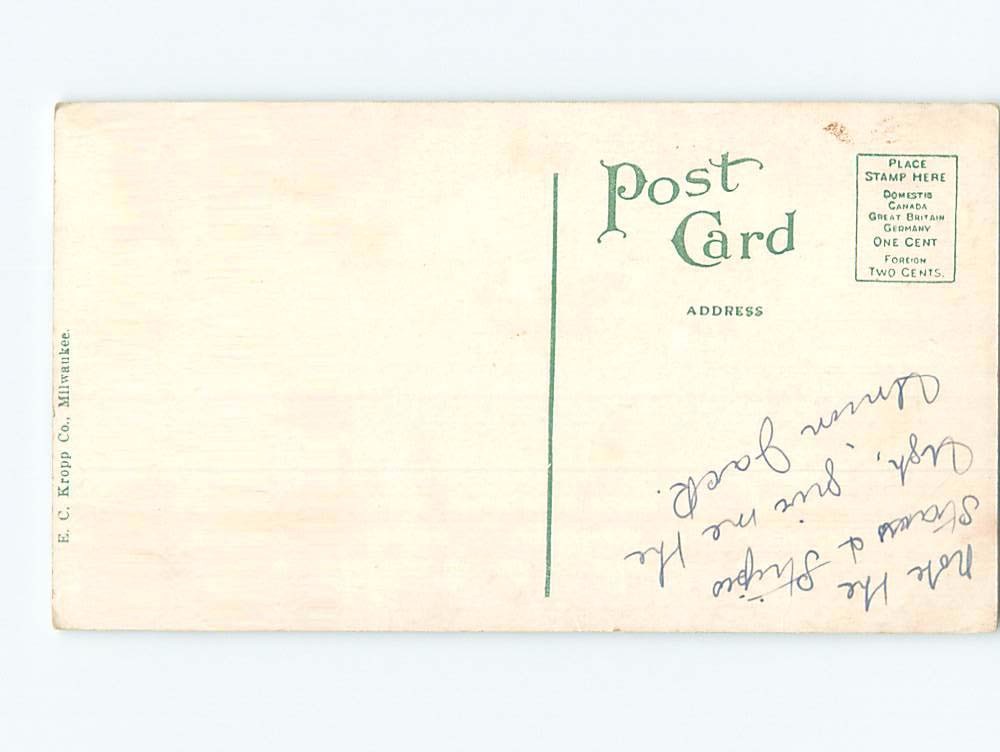 Post
Card
ADDRESS
PLACE
STAMP HERE
DOMESTIC
CANADA
GREAT BRITAIN
GERMANY
ONE CENT
FOREIGN
TWO CENTS.
E. C. Kropp Co., Milwaukee.
Note the
Straws & Stripes
Ugh, give me the
Union Jack.